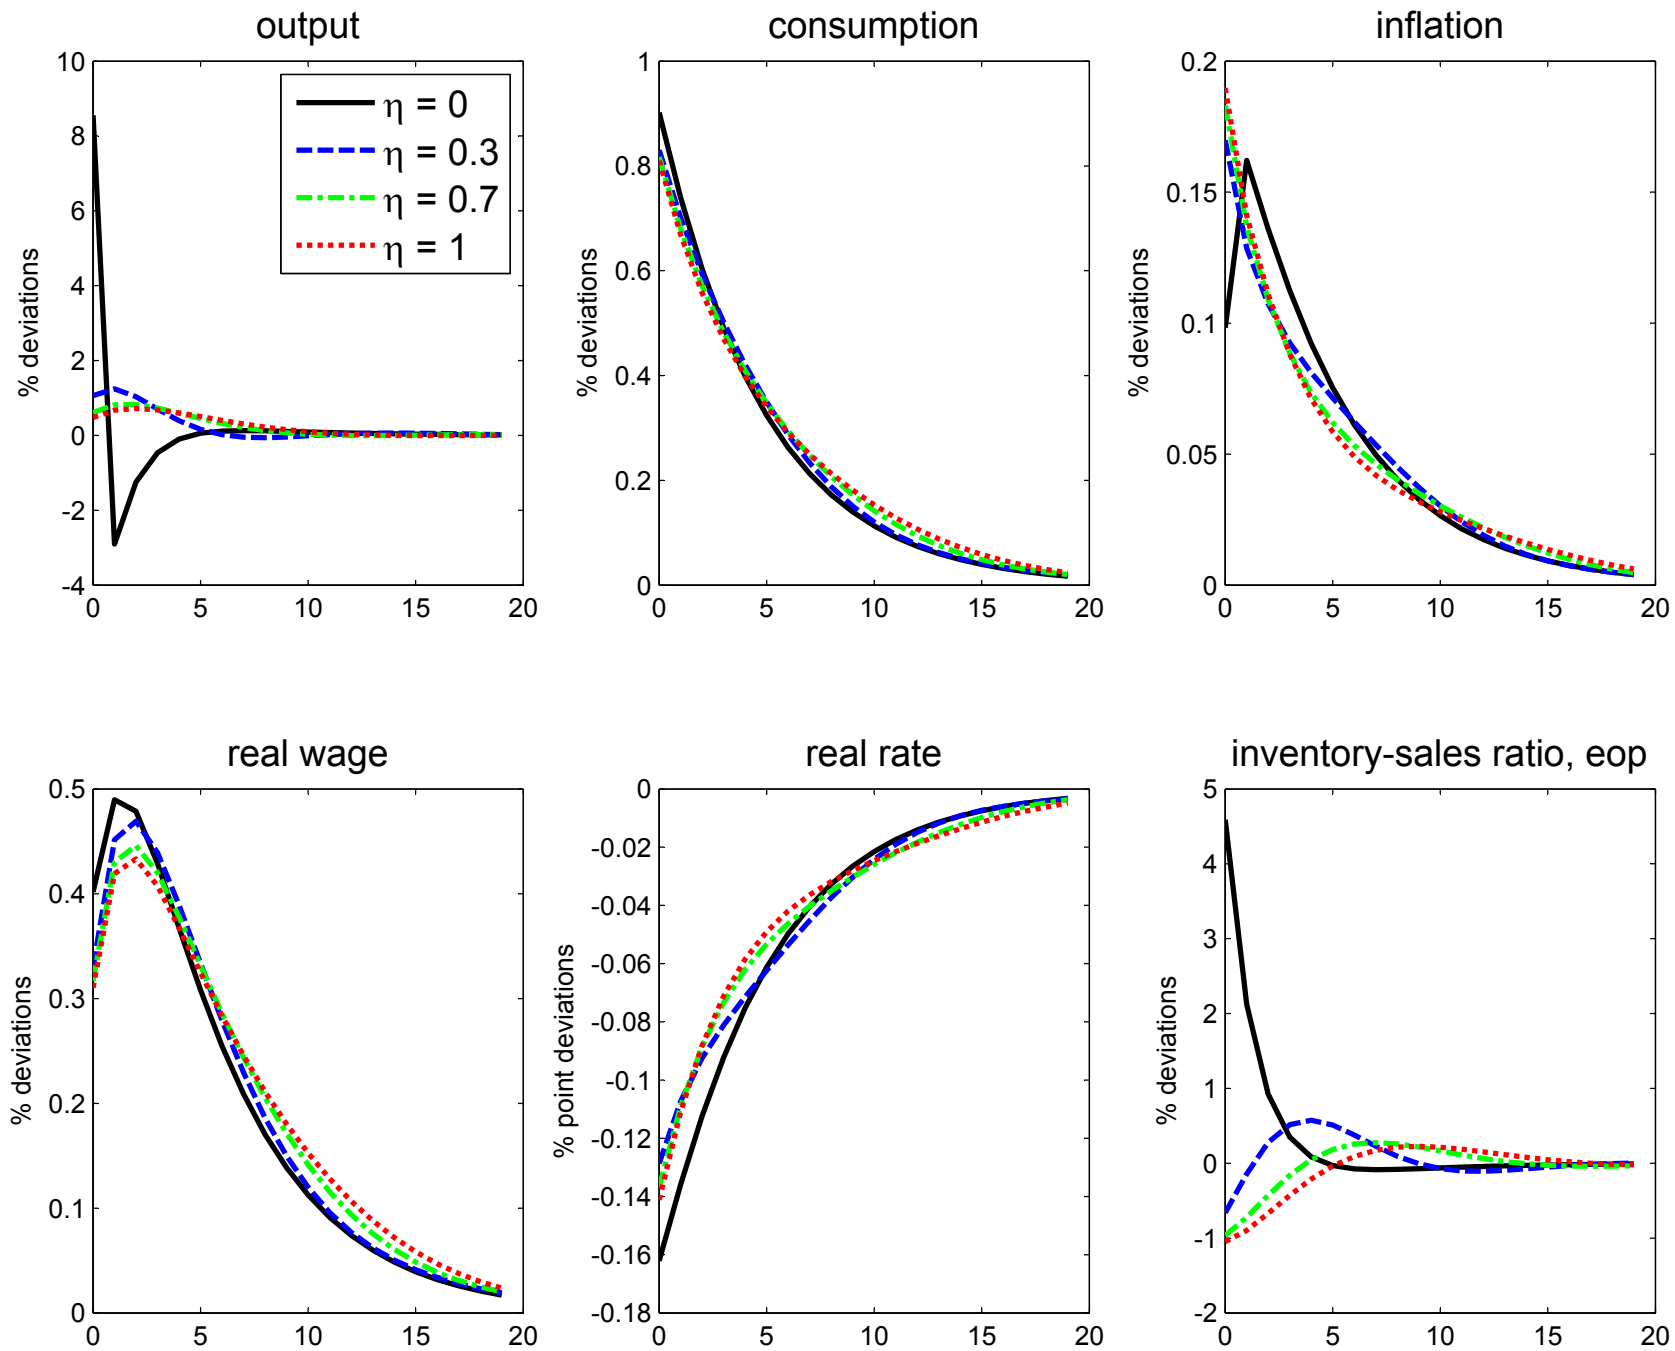 output
% deviations
10
8
6
4
2
0
-2
-4
0 5 10 15 20
η = 0
η = 0.3
η = 0.7
η = 1
consumption
% deviations
1
0.8
0.6
0.4
0.2
0
0 5 10 15 20
inflation
% deviations
0.2
0.15
0.1
0.05
0
0 5 10 15 20
real wage
% deviations
0.5
0.4
0.3
0.2
0.1
0
0 5 10 15 20
real rate
% point deviations
0
-0.02
-0.04
-0.06
-0.08
-0.1
-0.12
-0.14
-0.16
-0.18
0 5 10 15 20
inventory-sales ratio, eop
% deviations
5
4
3
2
1
0
-1
-2
0 5 10 15 20